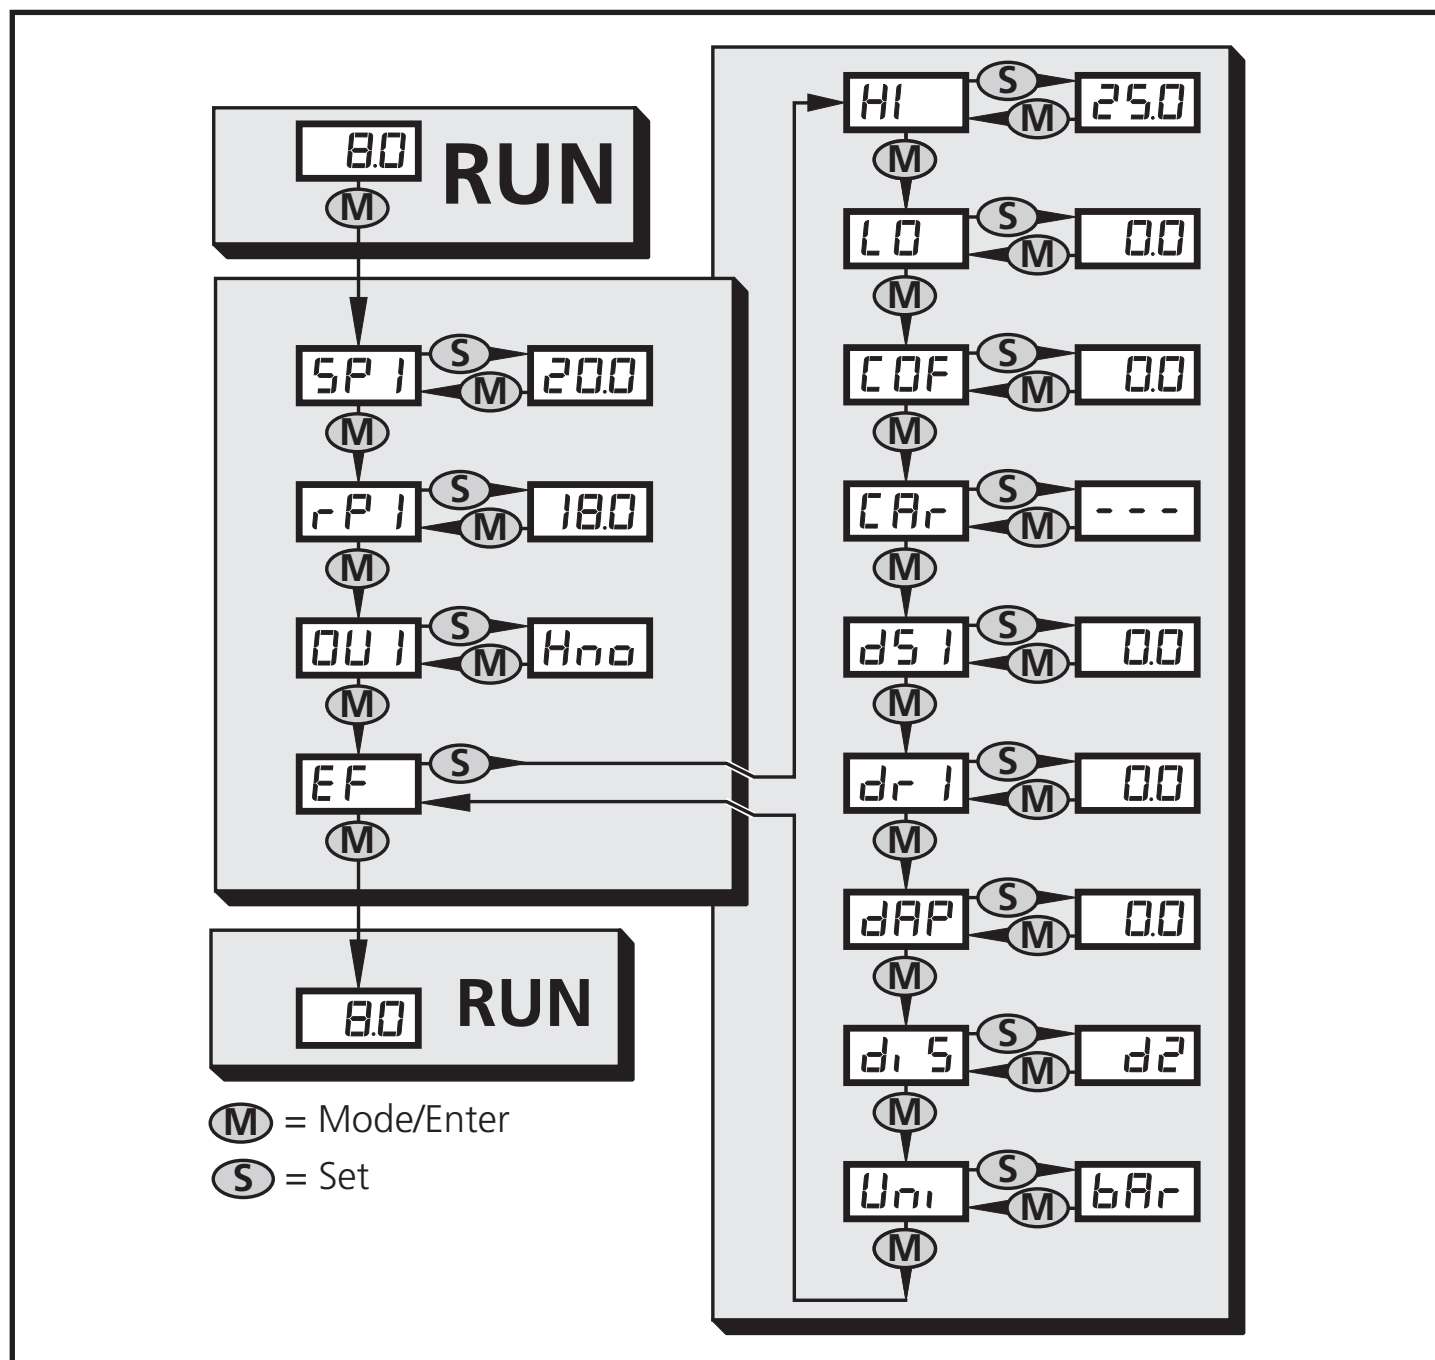 8.0
RUN
M
SP1 S 20.0
M
M
rP1 S 18.0
M
M
OU1 S Hno
M
M
EF S
M
8.0
RUN
M = Mode/Enter
S = Set
HI S 25.0
M
M
LO S 0.0
M
M
COF S 0.0
M
M
CAr S ---
M
M
dS1 S 0.0
M
M
dr1 S 0.0
M
M
dAP S 0.0
M
M
diS S d2
M
M
Uni S bAr
M
M